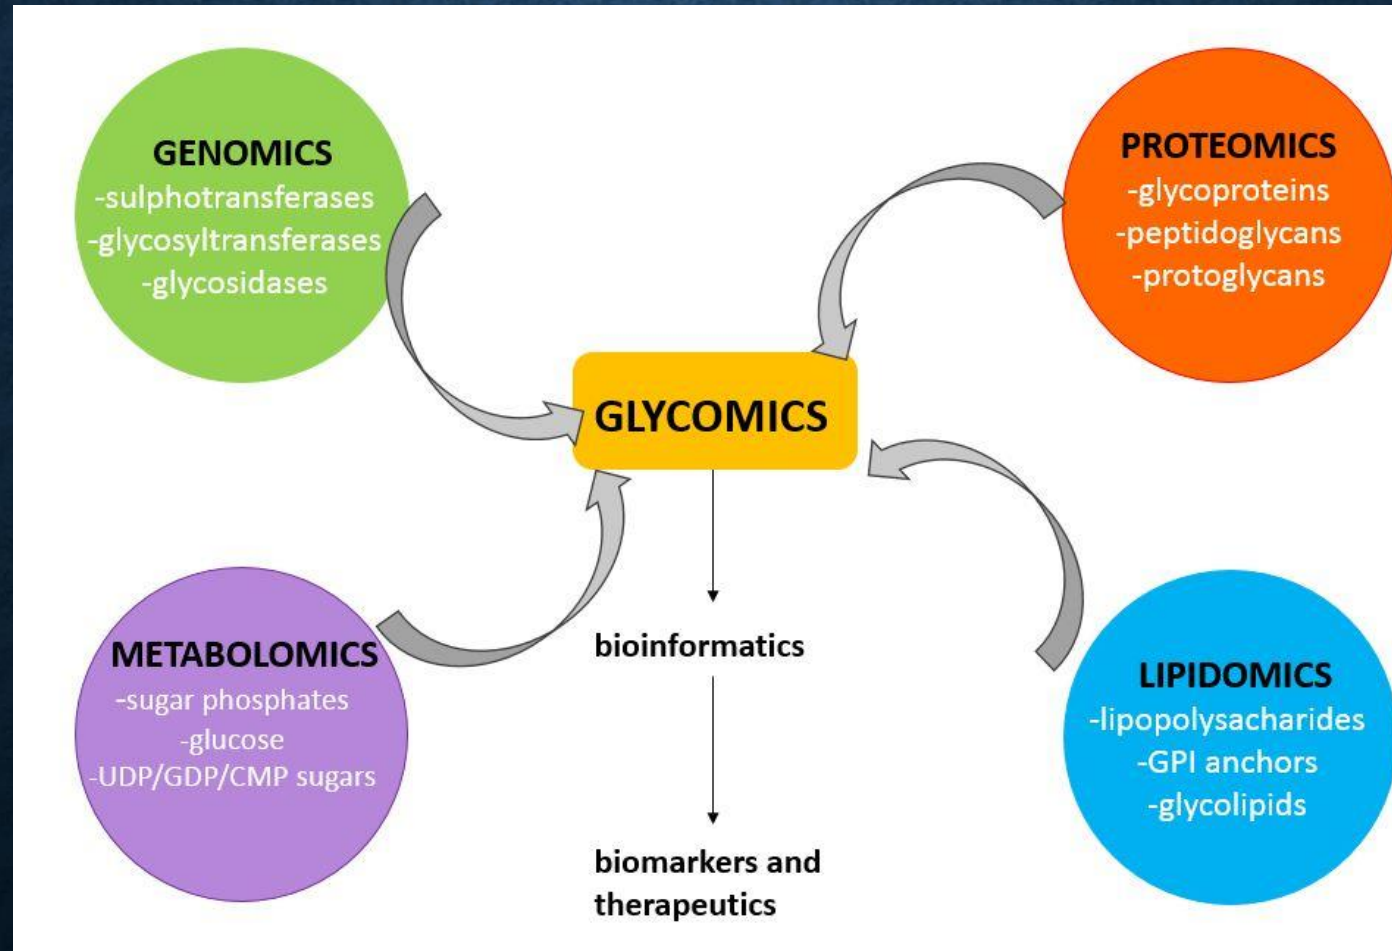 GENOMICS
-sulphotransferases
-glycosyltransferases
-glycosidases
PROTEOMICS
-glycoproteins
-peptidoglycans
-protoglycans
GLYCOMICS
METABOLOMICS
-sugar phosphates
-glucose
-UDP/GDP/CMP sugars
bioinformatics
LIPIDOMICS
-lipopolysacharides
-GPI anchors
-glycolipids
biomarkers and
therapeutics